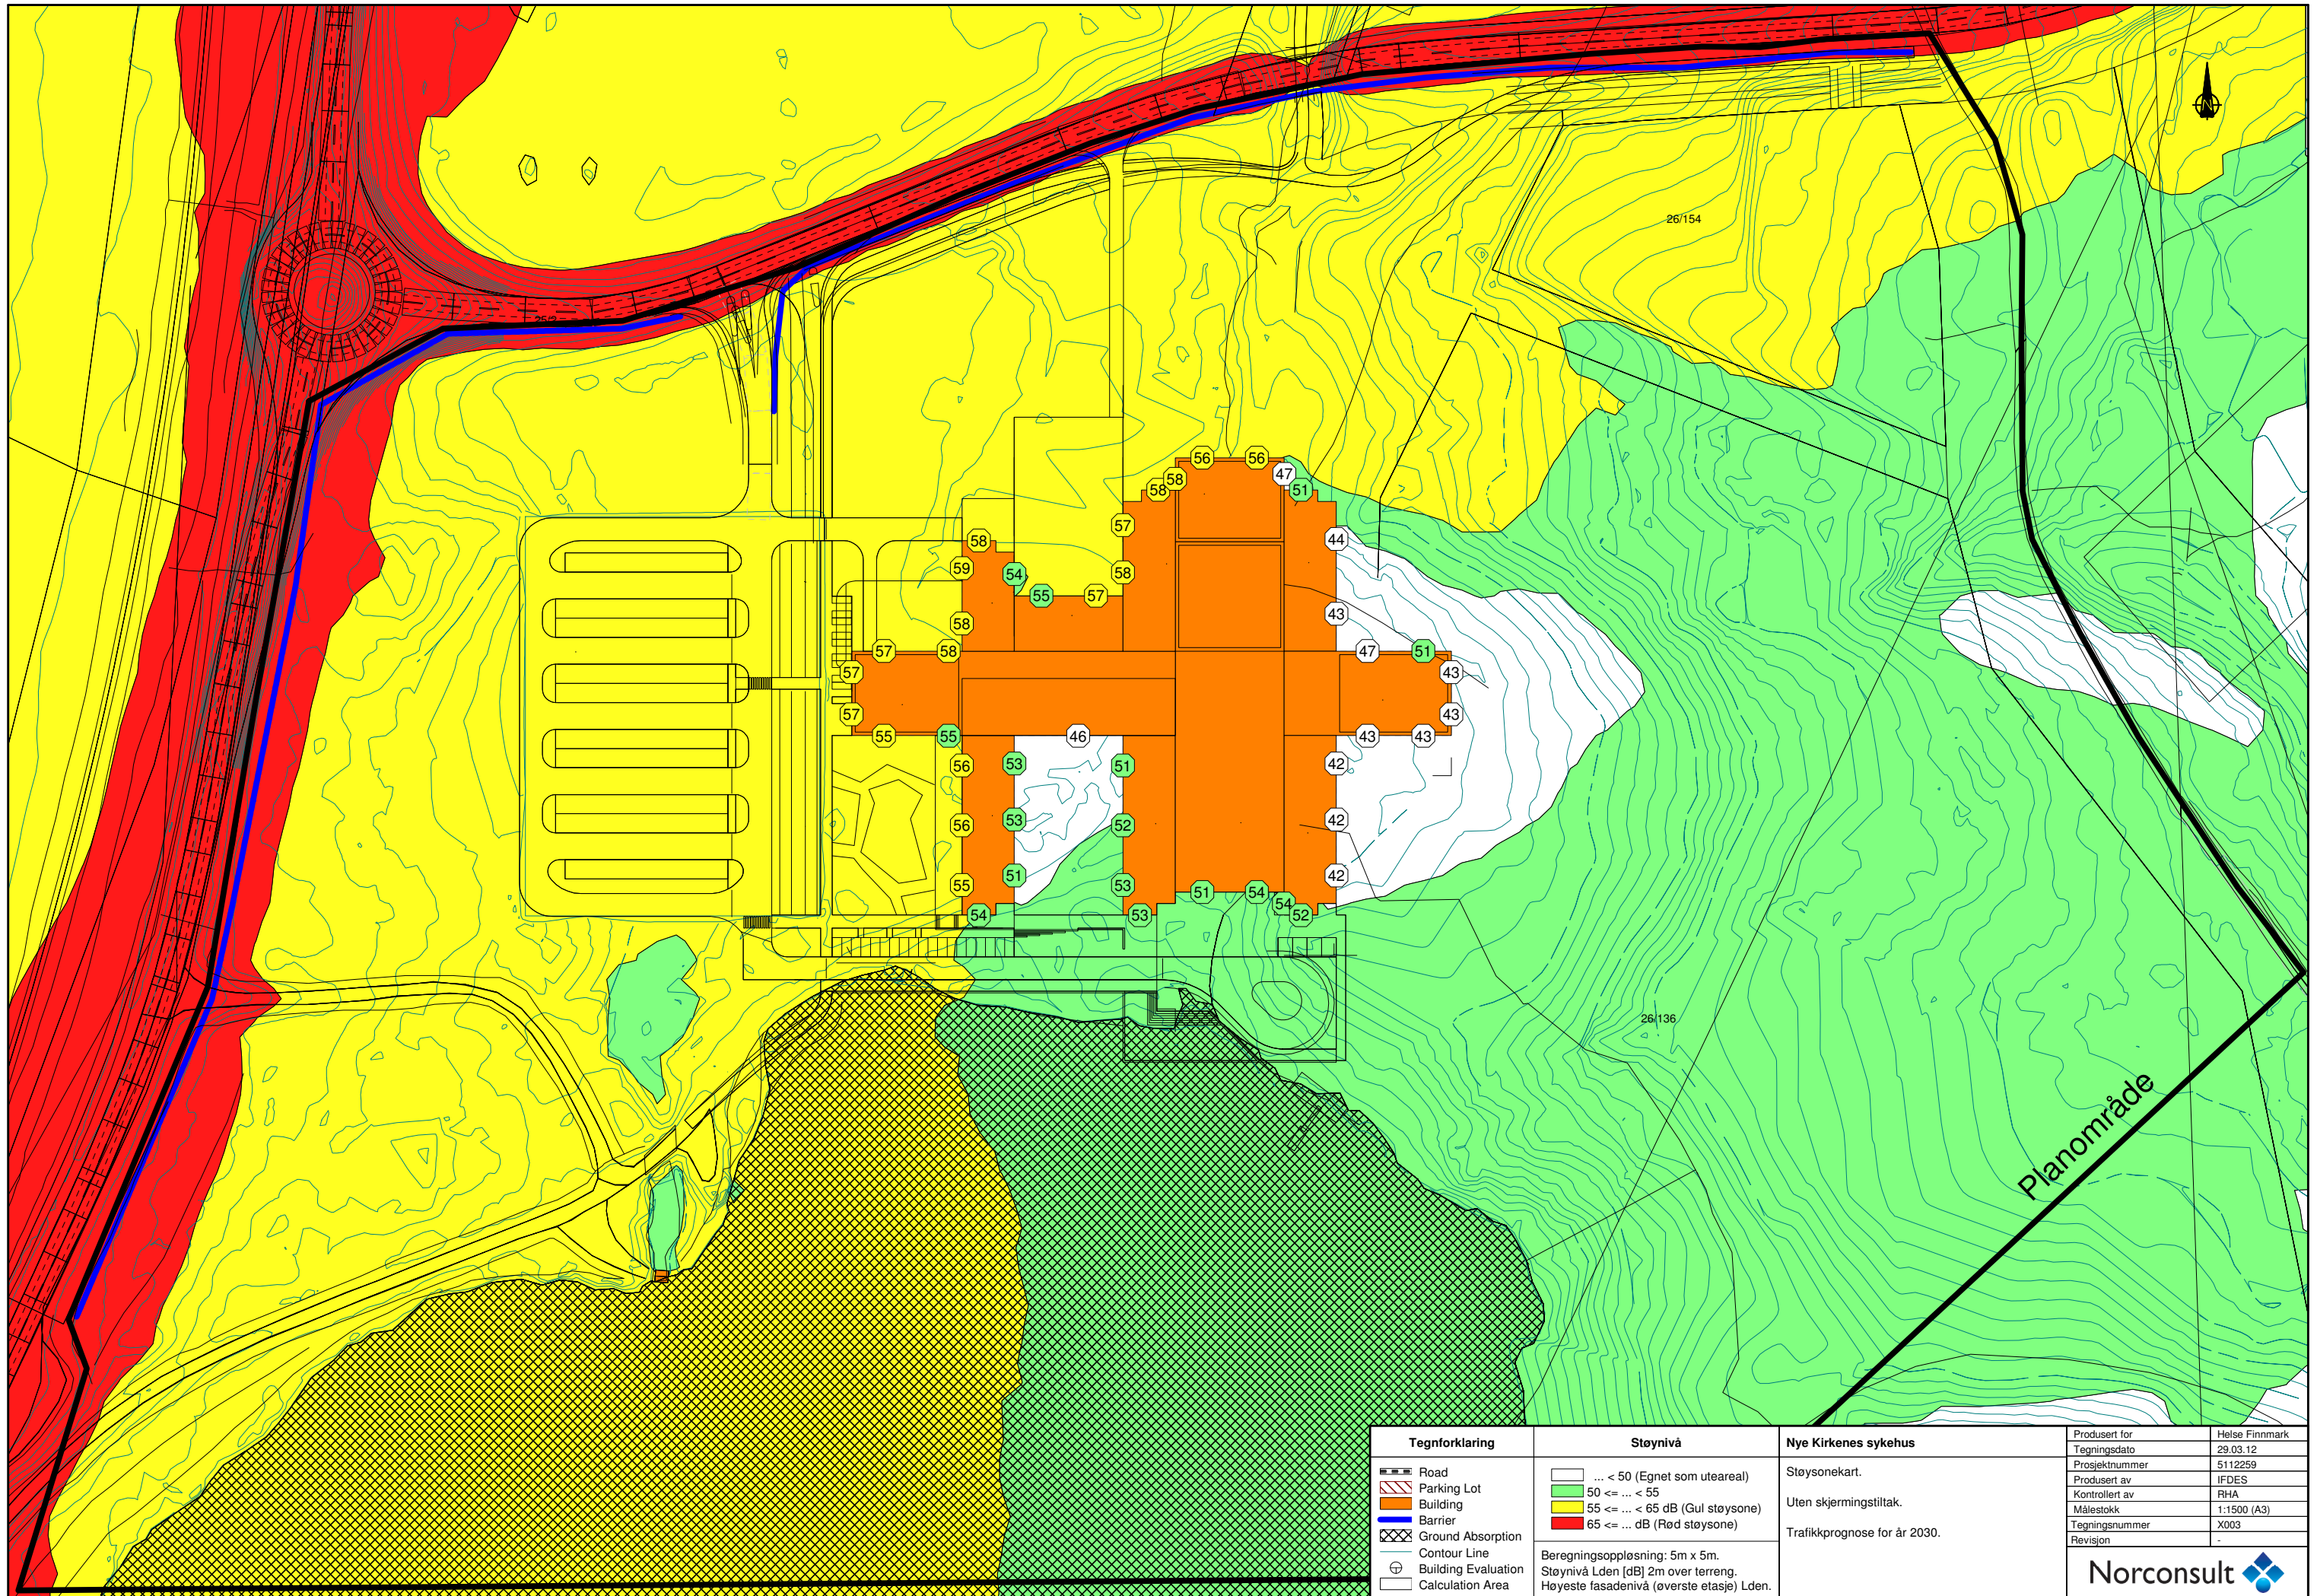 26/154
56
56
47
58
58
51
57
44
58
59
54
58
55
57
43
58
57
58
47
51
57
43
57
43
55
55
46
43
43
56
53
51
42
56
53
52
42
55
51
53
42
54
53
51
54
54
52
26/136
Planområde
Tegnforklaring
Road
Parking Lot
Building
Barrier
Ground Absorption
Contour Line
Building Evaluation
Calculation Area
Støynivå
... < 50 (Egnet som uteareal)
50 <= ... < 55
55 <= ... < 65 dB (Gul støysone)
65 <= ... dB (Rød støysone)
Beregningsoppløsning: 5m x 5m.
Støynivå Lden [dB] 2m over terreng.
Høyeste fasadenivå (øverste etasje) Lden.
Nye Kirkenes sykehus
Støysonekart.
Uten skjermingstiltak.
Trafikkprognose for år 2030.
Produsert for Helse Finnmark
Tegningsdato 29.03.12
Prosjektnummer 5112259
Produsert av IFDES
Kontrollert av RHA
Målestokk 1:1500 (A3)
Tegningsnummer X003
Revisjon -
Norconsult
N